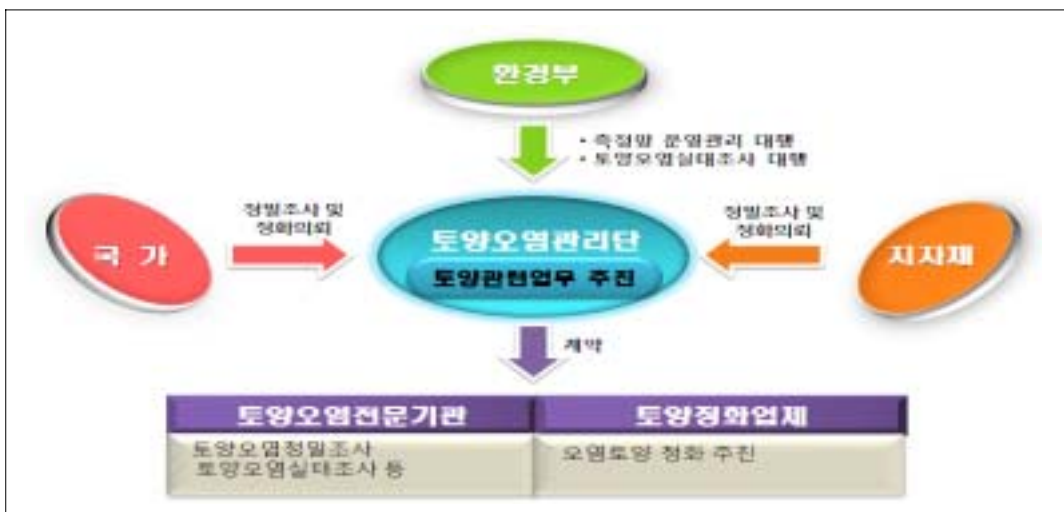 환경부
• 측정망 운영관리 대행
• 토양오염실태조사 대행
국 가
정밀조사 및
정화의뢰
토양오염관리단
토양관련업무 추진
정밀조사 및
정화의뢰
지자체
계약
토양오염전문기관
토양정화업체
토양오염정밀조사
토양오염실태조사 등
오염토양 정화 추진